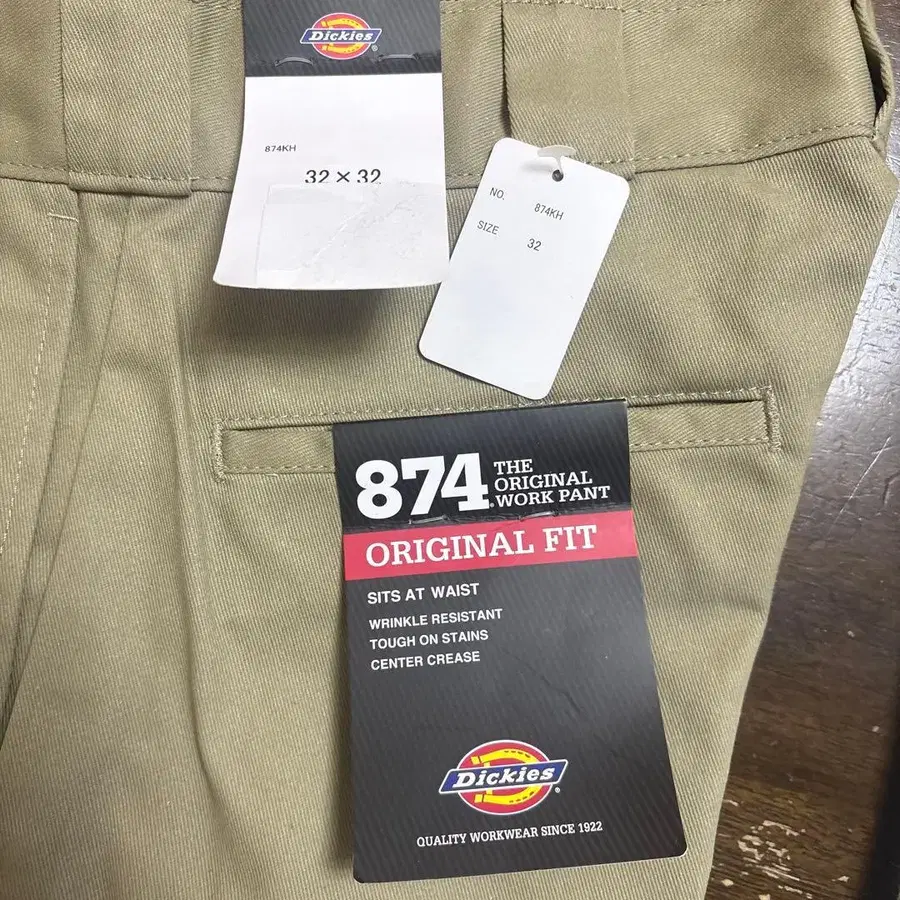 Dickies
874KH
32 × 32
NO. 874KH
SIZE 32
874 THE
ORIGINAL
WORK PANT
ORIGINAL FIT
SITS AT WAIST
WRINKLE RESISTANT
TOUGH ON STAINS
CENTER CREASE
Dickies
QUALITY WORKWEAR SINCE 1922